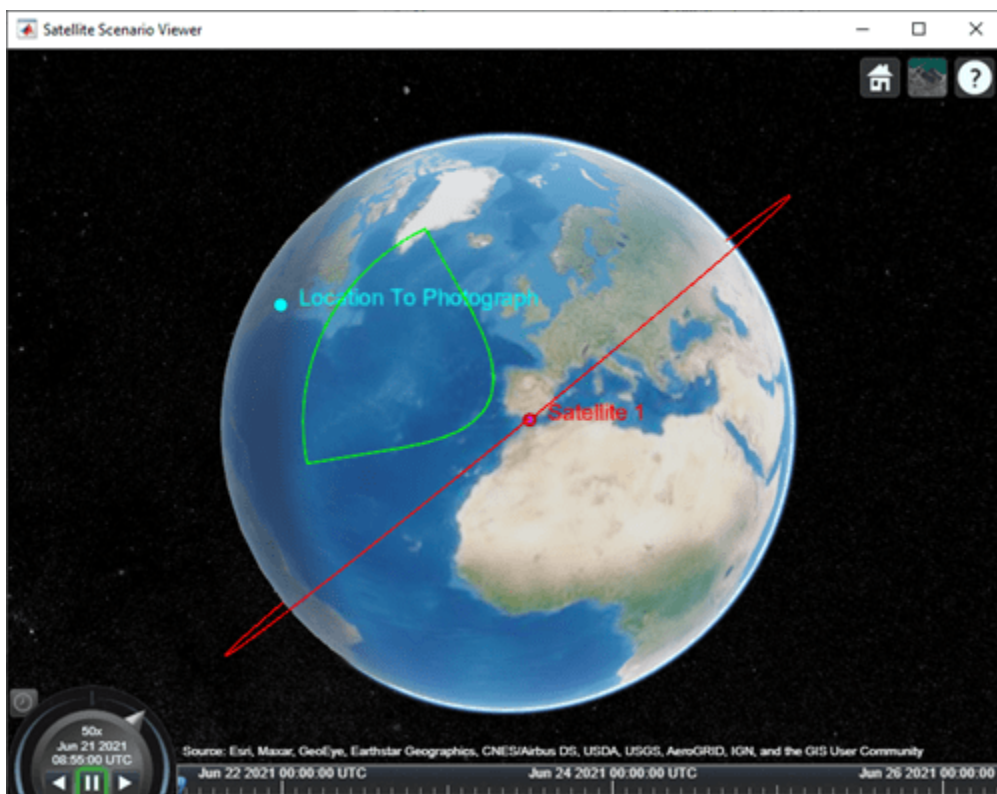 Satellite Scenario Viewer
Location To Photograph
Satellite 1
50x
Jun 21 2021
08:55:00 UTC
Source: Esri, Maxar, GeoEye, Earthstar Geographics, CNES/Airbus DS, USDA, USGS, AeroGRID, IGN, and the GIS User Community
Jun 22 2021 00:00:00 UTC Jun 24 2021 00:00:00 UTC Jun 26 2021 00:00:00 UTC